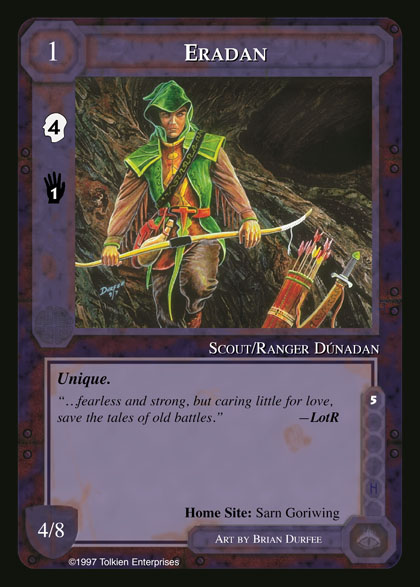 1
ERADAN
4
1
DURFEE
SCOUT/RANGER DÚNADAN
Unique.
“…fearless and strong, but caring little for love,
save the tales of old battles.” —LotR
5
H
Home Site: Sarn Goriwing
4/8
ART BY BRIAN DURFEE
©1997 Tolkien Enterprises